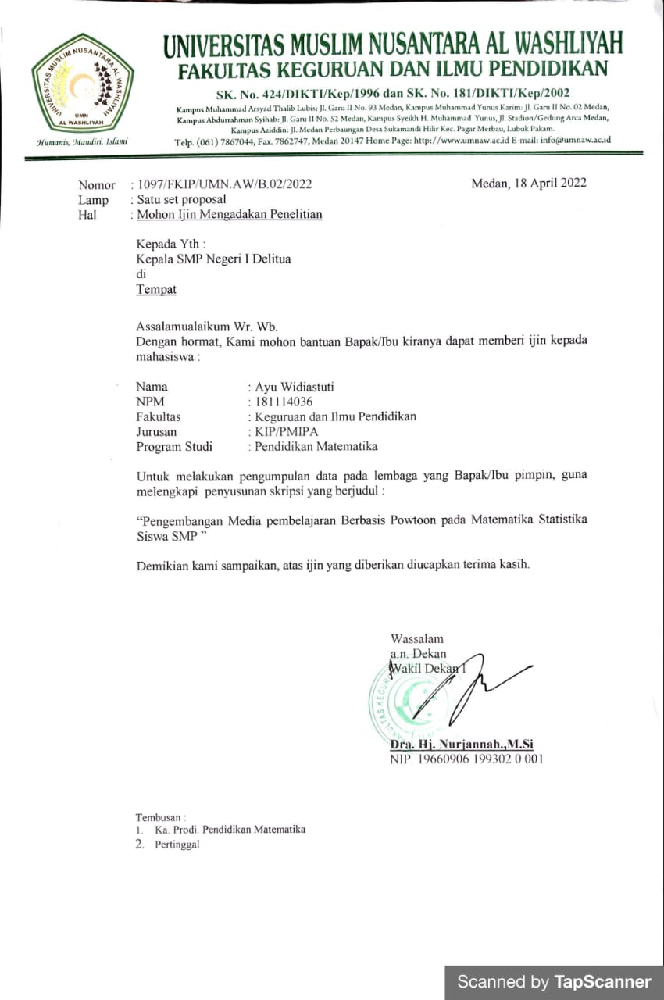 UNIVERSITAS MUSLIM NUSANTARA AL WASHLIYAH
UMN
AL WASHLIYAH
Humanis, Mandiri, Islami
UNIVERSITAS MUSLIM NUSANTARA AL WASHLIYAH
FAKULTAS KEGURUAN DAN ILMU PENDIDIKAN
SK. No. 424/DIKTI/Kep/1996 dan SK. No. 181/DIKTI/Kep/2002
Kampus Muhammad Arsyad Thalib Lubis: Jl. Garu II No. 93 Medan, Kampus Muhammad Yunus Karim: Jl. Garu II No. 02 Medan,
Kampus Abdurrahman Syihab: Jl. Garu II No. 52 Medan, Kampus Syeikh H. Muhammad Yunus, Jl. Stadion/Gedung Arca Medan,
Kampus Aziddin: Jl. Medan Perbaungan Desa Sukamandi Hilir Kec. Pagar Merbau, Lubuk Pakam.
Telp. (061) 7867044, Fax. 7862747, Medan 20147 Home Page: http://www.umnaw.ac.id E-mail: info@umnaw.ac.id
Nomor : 1097/FKIP/UMN.AW/B.02/2022 Medan, 18 April 2022
Lamp : Satu set proposal
Hal : Mohon Ijin Mengadakan Penelitian
Kepada Yth :
Kepala SMP Negeri I Delitua
di
Tempat
Assalamualaikum Wr. Wb.
Dengan hormat, Kami mohon bantuan Bapak/Ibu kiranya dapat memberi ijin kepada
mahasiswa :
Nama : Ayu Widiastuti
NPM : 181114036
Fakultas : Keguruan dan Ilmu Pendidikan
Jurusan : KIP/PMIPA
Program Studi : Pendidikan Matematika
Untuk melakukan pengumpulan data pada lembaga yang Bapak/Ibu pimpin, guna
melengkapi penyusunan skripsi yang berjudul :
“Pengembangan Media pembelajaran Berbasis Powtoon pada Matematika Statistika
Siswa SMP ”
Demikian kami sampaikan, atas ijin yang diberikan diucapkan terima kasih.
Wassalam
a.n. Dekan
Wakil Dekan I
FAKULTAS KEGURU
Dra. Hj. Nurjannah.,M.Si
NIP. 19660906 199302 0 001
Tembusan :
1. Ka. Prodi. Pendidikan Matematika
2. Pertinggal
Scanned by TapScanner